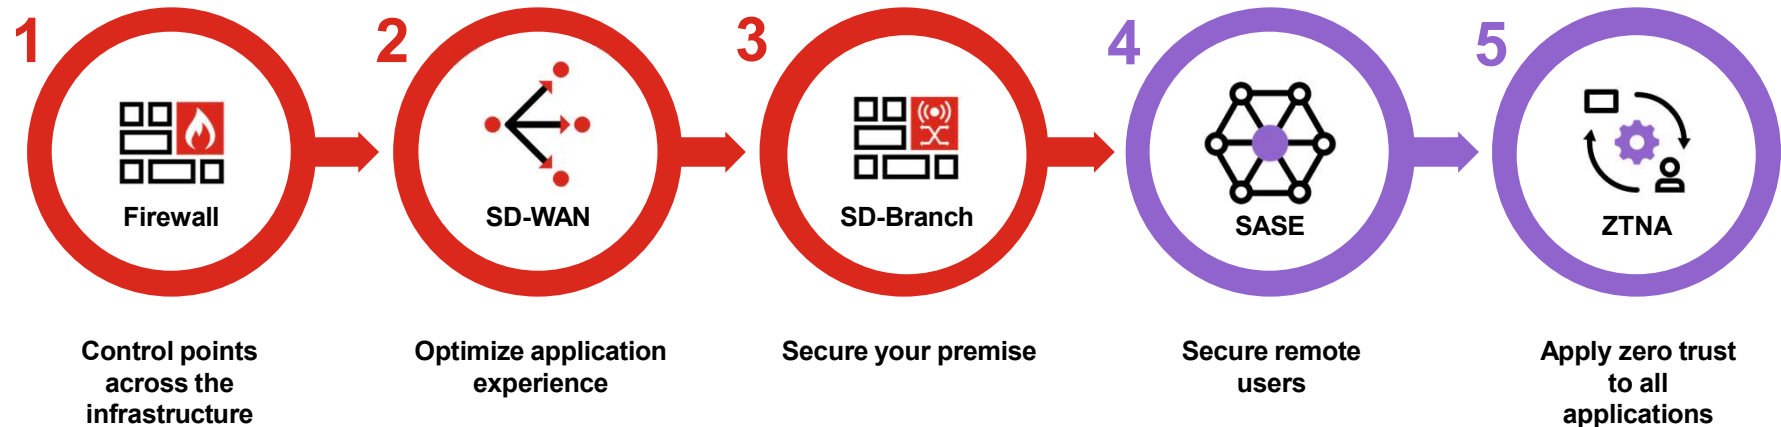 1
Firewall
Control points
across the
infrastructure
2
SD-WAN
Optimize application
experience
3
SD-Branch
Secure your premise
4
SASE
Secure remote
users
5
ZTNA
Apply zero trust
to all
applications